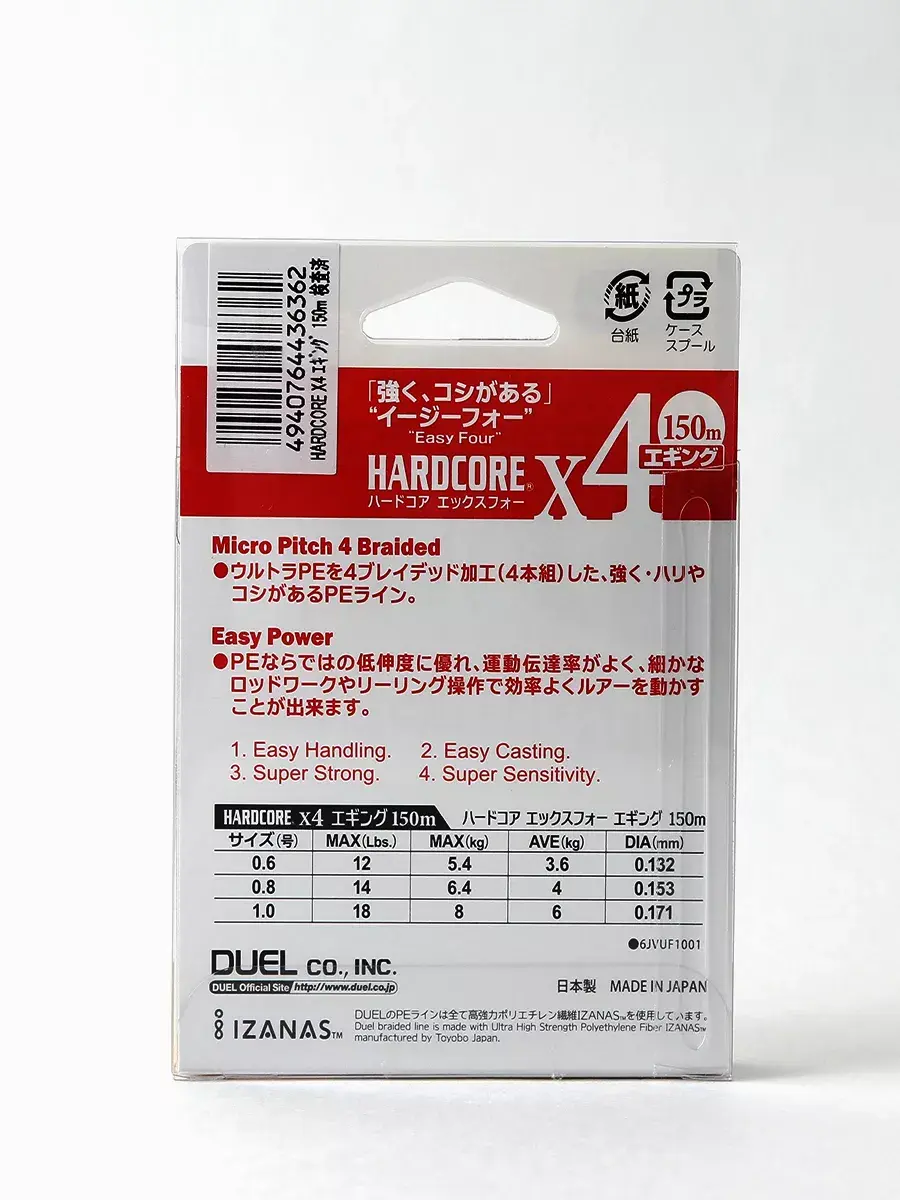 4940764436362
HARDCORE X4 エギング 150m 検査済
紙
台紙
プラ
ケース
スプール
「強く、コシがある」
“イージーフォー”
"Easy Four"
HARDCORE® X4
ハードコア エックスフォー
150m
エギング
Micro Pitch 4 Braided
●ウルトラPEを4ブレイデッド加工(4本組)した、強く・ハリや
コシがあるPEライン。
Easy Power
●PEならではの低伸度に優れ、運動伝達率がよく、細かな
ロッドワークやリーリング操作で効率よくルアーを動かす
ことが出来ます。
1. Easy Handling. 2. Easy Casting.
3. Super Strong. 4. Super Sensitivity.
HARDCORE X4 エギング 150m ハードコア エックスフォー エギング 150m
サイズ(号) MAX(Lbs.) MAX(kg) AVE(kg) DIA(mm)
0.6 12 5.4 3.6 0.132
0.8 14 6.4 4 0.153
1.0 18 8 6 0.171
●6JVUF1001
DUEL CO., INC.
DUEL Official Site http://www.duel.co.jp
日本製 MADE IN JAPAN
IZANAS™
DUELのPEラインは全て高強力ポリエチレン繊維IZANAS™を使用しています。
Duel braided line is made with Ultra High Strength Polyethylene Fiber IZANAS™
manufactured by Toyobo Japan.